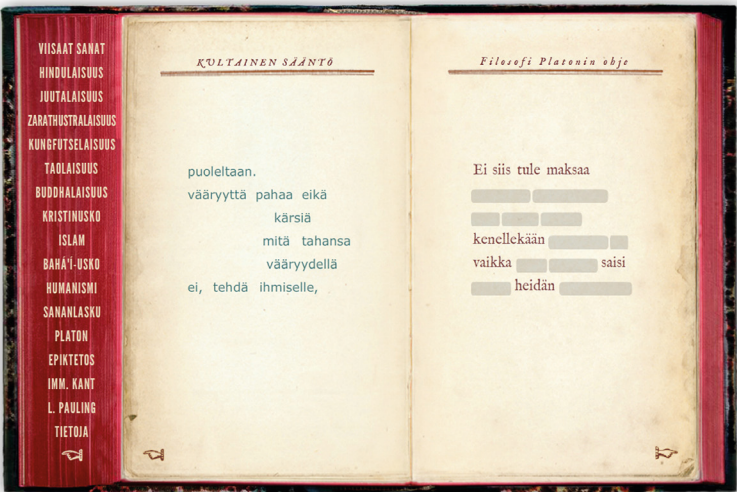 VIISAAT SANAT
HINDULAISUUS
JUUTALAISUUS
ZARATHUSTRALAISUUS
KUNGFUTSELAISUUS
TAOLAISUUS
BUDDHALAISUUS
KRISTINUSKO
ISLAM
BAHÁ'Í-USKO
HUMANISMI
SANANLASKU
PLATON
EPIKTETOS
IMM. KANT
L. PAULING
TIETOJA
KULTAINEN SÄÄNTÖ
puoleltaan.
vääryyttä pahaa eikä
kärsiä
mitä tahansa
vääryydellä
ei, tehdä ihmiselle,
Filosofi Platonin ohje
Ei siis tule maksaa
kenellekään
vaikka saisi
heidän